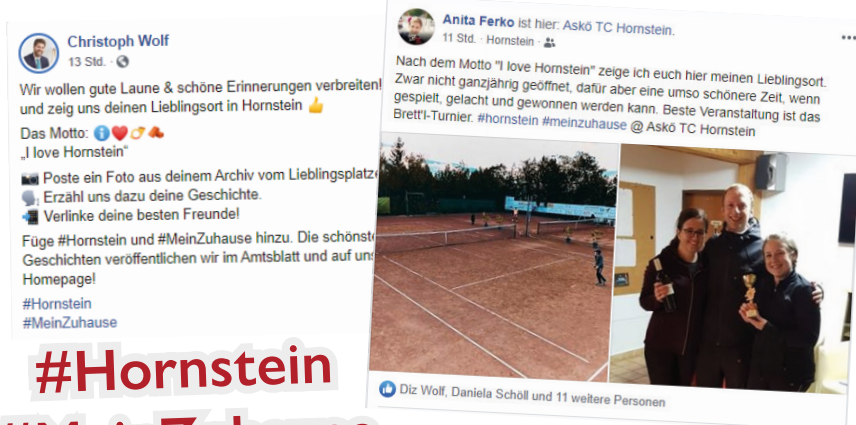 Christoph Wolf
13 Std. ·
Wir wollen gute Laune & schöne Erinnerungen verbreiten!
und zeig uns deinen Lieblingsort in Hornstein
Das Motto:
„I love Hornstein"
Poste ein Foto aus deinem Archiv vom
Erzähl uns dazu deine Geschichte.
Verlinke deine besten Freunde!
Füge #Hornstein und #MeinZuhause hinzu. Die
Geschichten veröffentlichen wir im Amtsblatt und auf
Homepage!
#Hornstein
#MeinZuhause
#Hornstein
Anita Ferko ist hier: Askö TC Hornstein.
11 Std. · Hornstein ·
Nach dem Motto "I love Hornstein" zeige ich euch hier meinen Lieblingsort.
Zwar nicht ganzjährig geöffnet, dafür aber eine umso schönere Zeit, wenn
gespielt, gelacht und gewonnen werden kann. Beste Veranstaltung ist das
Brett'l-Turnier. #hornstein #meinzuhause @ Askö TC Hornstein
Diz Wolf, Daniela Schöll und 11 weitere Personen